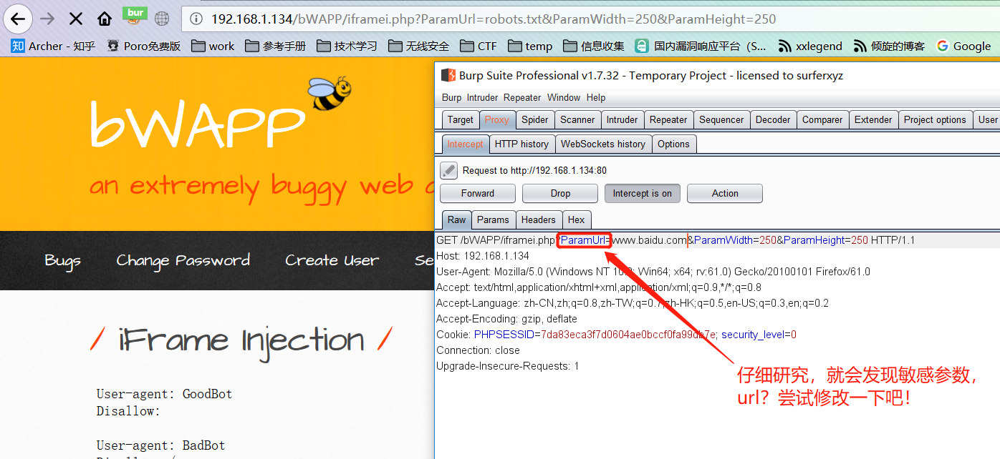 bur
192.168.1.134/bWAPP/iframei.php?ParamUrl=robots.txt&ParamWidth=250&ParamHeight=250
知 Archer - 知乎 Poro免费版 work 参考手册 技术学习 无线安全 CTF temp 信息收集 国内漏洞响应平台（S... xxlegend 倾旋的博客 Google
bWAPP
an extremely buggy web
Bugs Change Password Create User Se
/ iFrame Injection /
User-agent: GoodBot
Disallow:
User-agent: BadBot
Burp Suite Professional v1.7.32 - Temporary Project - licensed to surferxyz
Burp Intruder Repeater Window Help
Target Proxy Spider Scanner Intruder Repeater Sequencer Decoder Comparer Extender Project options User
Intercept HTTP history WebSockets history Options
Request to http://192.168.1.134:80
Forward Drop Intercept is on Action
Raw Params Headers Hex
GET /bWAPP/iframei.php?ParamUrl=www.baidu.com&ParamWidth=250&ParamHeight=250 HTTP/1.1
Host: 192.168.1.134
User-Agent: Mozilla/5.0 (Windows NT 10.0; Win64; x64; rv:61.0) Gecko/20100101 Firefox/61.0
Accept: text/html,application/xhtml+xml,application/xml;q=0.9,*/*;q=0.8
Accept-Language: zh-CN,zh;q=0.8,zh-TW;q=0.7,zh-HK;q=0.5,en-US;q=0.3,en;q=0.2
Accept-Encoding: gzip, deflate
Cookie: PHPSESSID=7da83eca3f7d0604ae0bccf0fa99db7e; security_level=0
Connection: close
Upgrade-Insecure-Requests: 1
仔细研究，就会发现敏感参数，
url？尝试修改一下吧！